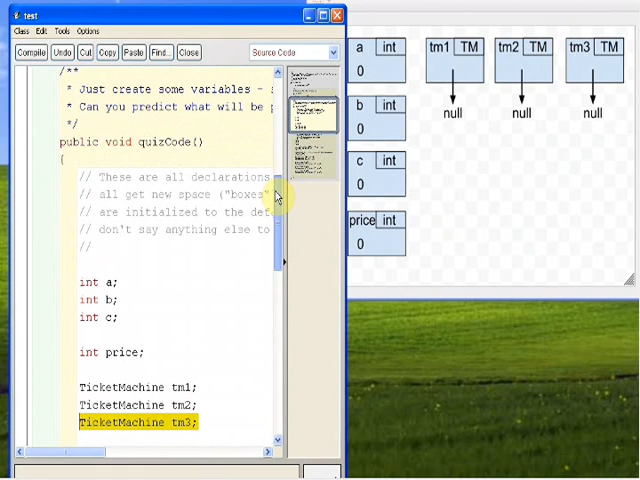 test
Class Edit Tools Options
Compile Undo Cut Copy Paste Find... Close Source Code
/**
* Just create some variables - s
* Can you predict what will be p
*/
public void quizCode()
{
// These are all declarations
// all get new space ("boxes"
// are initialized to the def
// don't say anything else to
//
int a;
int b;
int c;
int price;
TicketMachine tm1;
TicketMachine tm2;
TicketMachine tm3;
a int
0
b int
0
c int
0
price int
0
tm1 TM
null
tm2 TM
null
tm3 TM
null